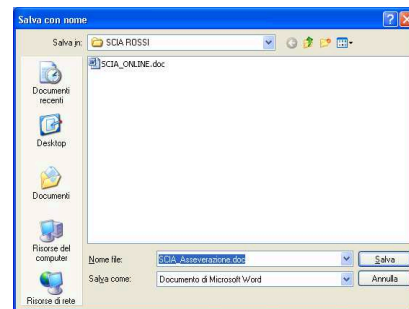 Salva con nome
Salva in: SCIA ROSSI
SCIA_ONLINE.doc
Documenti
recenti
Desktop
Documenti
Risorse del
computer
Risorse di rete
Nome file: SCIA_Asseverazione.doc Salva
Salva come: Documento di Microsoft Word Annulla